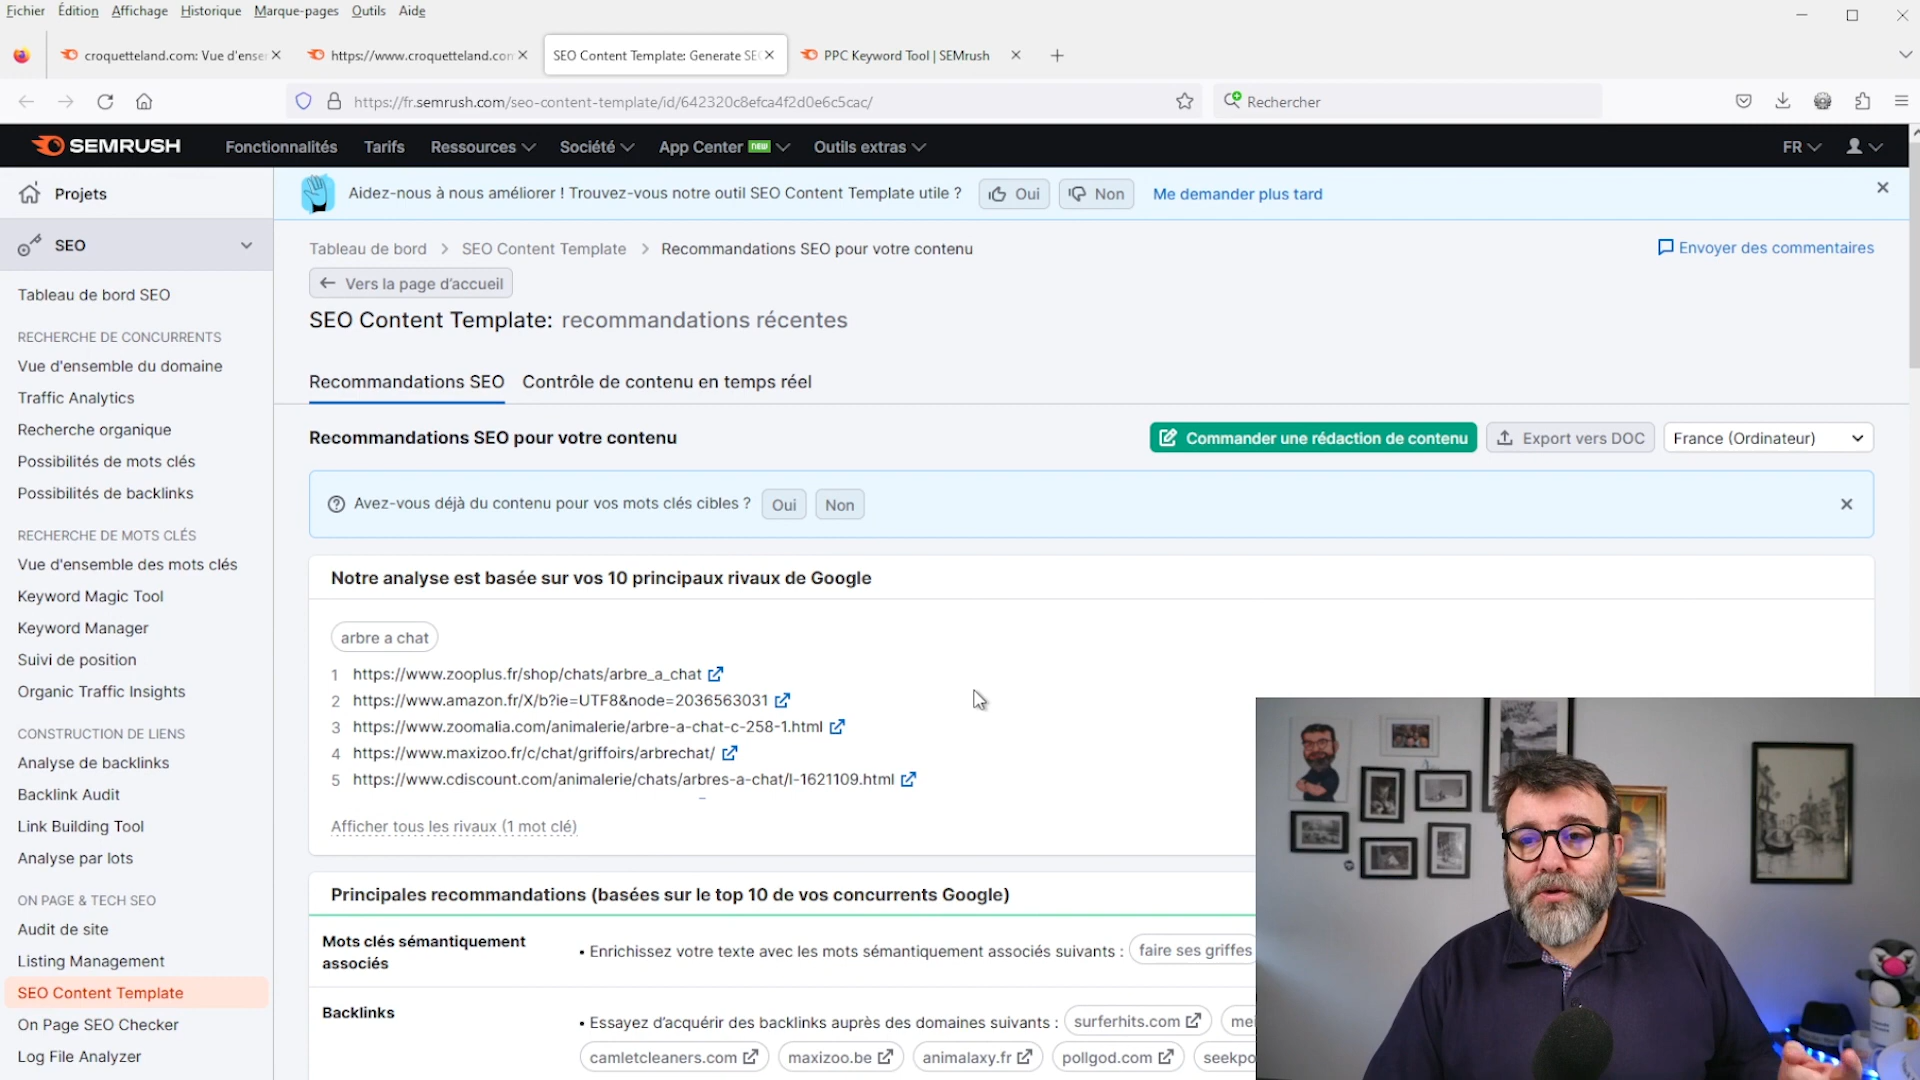 Fichier Édition Affichage Historique Marque-pages Outils Aide
croquetteland.com: Vue d'ense
https://www.croquetteland.com
SEO Content Template: Generate SEO
PPC Keyword Tool | SEMrush
https://fr.semrush.com/seo-content-template/id/642320c8efca4f2d0e6c5cac/
Rechercher
SEMRUSH
Fonctionnalités Tarifs Ressources Société App Center new Outils extras FR
Projets
SEO
Tableau de bord SEO
RECHERCHE DE CONCURRENTS
Vue d'ensemble du domaine
Traffic Analytics
Recherche organique
Possibilités de mots clés
Possibilités de backlinks
RECHERCHE DE MOTS CLÉS
Vue d'ensemble des mots clés
Keyword Magic Tool
Keyword Manager
Suivi de position
Organic Traffic Insights
CONSTRUCTION DE LIENS
Analyse de backlinks
Backlink Audit
Link Building Tool
Analyse par lots
ON PAGE & TECH SEO
Audit de site
Listing Management
SEO Content Template
On Page SEO Checker
Log File Analyzer
Aidez-nous à nous améliorer ! Trouvez-vous notre outil SEO Content Template utile ? Oui Non Me demander plus tard
Tableau de bord > SEO Content Template > Recommandations SEO pour votre contenu
Envoyer des commentaires
← Vers la page d'accueil
SEO Content Template: recommandations récentes
Recommandations SEO Contrôle de contenu en temps réel
Recommandations SEO pour votre contenu
Commander une rédaction de contenu Export vers DOC France (Ordinateur)
Avez-vous déjà du contenu pour vos mots clés cibles ? Oui Non
Notre analyse est basée sur vos 10 principaux rivaux de Google
arbre a chat
1 https://www.zooplus.fr/shop/chats/arbre_a_chat
2 https://www.amazon.fr/X/b?ie=UTF8&node=2036563031
3 https://www.zoomalia.com/animalerie/arbre-a-chat-c-258-1.html
4 https://www.maxizoo.fr/c/chat/griffoirs/arbrechat/
5 https://www.cdiscount.com/animalerie/chats/arbres-a-chat/l-1621109.html
Afficher tous les rivaux (1 mot clé)
Principales recommandations (basées sur le top 10 de vos concurrents Google)
Mots clés sémantiquement
associés
• Enrichissez votre texte avec les mots sémantiquement associés suivants : faire ses griffes
Backlinks
• Essayez d'acquérir des backlinks auprès des domaines suivants : surferhits.com mei
camletcleaners.com maxizoo.be animalaxy.fr pollgod.com seekpo